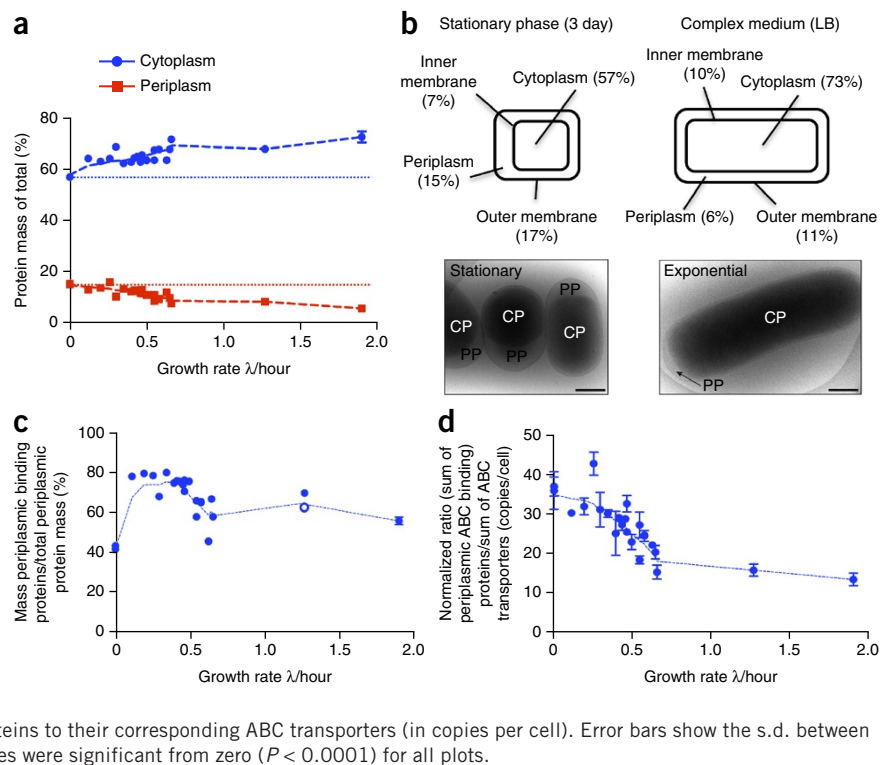 a
Cytoplasm
Periplasm
Protein mass of total (%)
80
60
40
20
0
0
0.5
1.0
1.5
2.0
Growth rate λ/hour
b
Stationary phase (3 day)
Complex medium (LB)
Inner
membrane
(7%)
Cytoplasm (57%)
Periplasm
(15%)
Outer membrane
(17%)
Inner membrane
(10%)
Cytoplasm (73%)
Periplasm (6%)
Outer membrane
(11%)
Stationary
PP
CP
CP
CP
PP
PP
Exponential
CP
PP
c
Mass periplasmic binding
proteins/total periplasmic
protein mass (%)
100
80
60
40
20
0
0
0.5
1.0
1.5
2.0
Growth rate λ/hour
d
Normalized ratio (sum of
periplasmic ABC binding)
proteins/sum of ABC
transporters (copies/cell)
50
40
30
20
10
0
0
0.5
1.0
1.5
2.0
Growth rate λ/hour
teins to their corresponding ABC transporters (in copies per cell). Error bars show the s.d. between
es were significant from zero (P < 0.0001) for all plots.